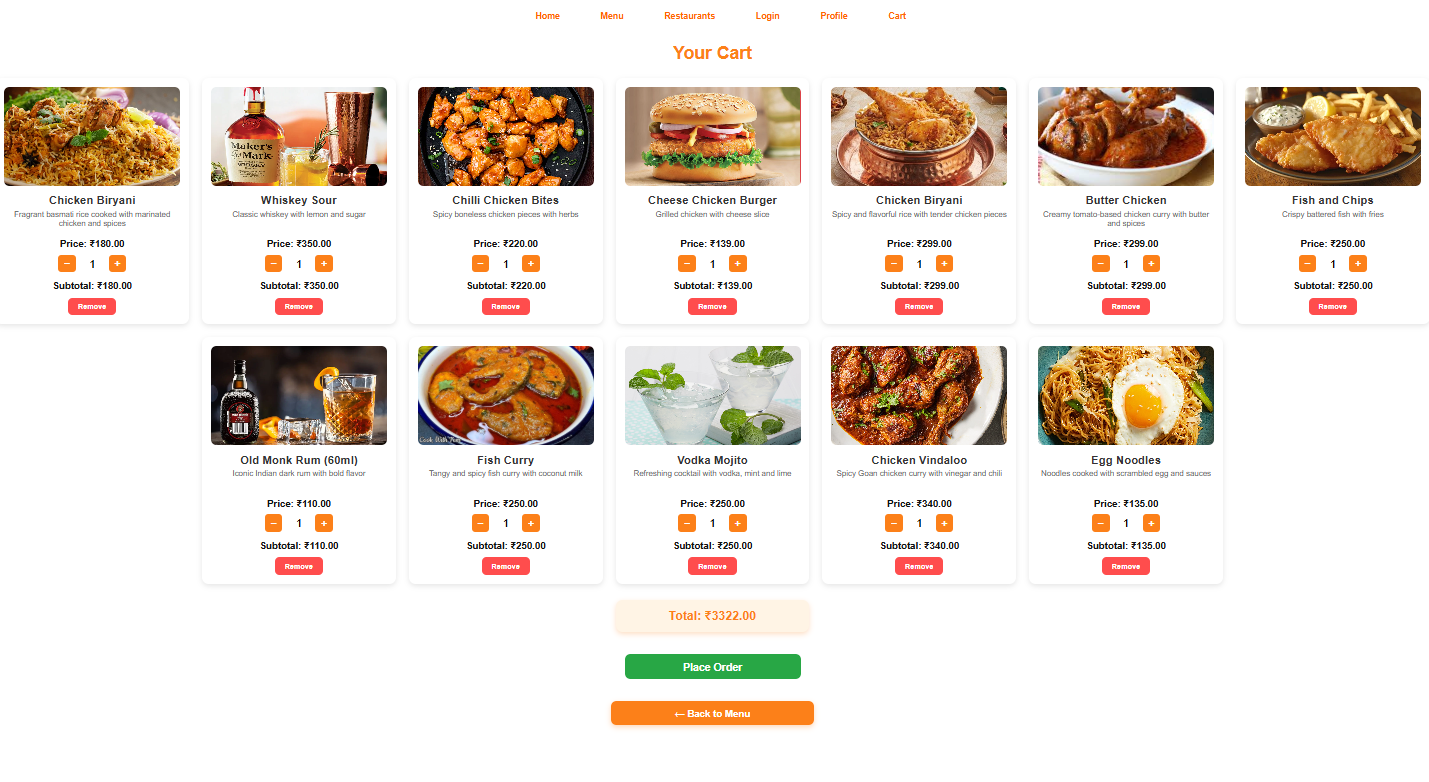 Home Menu Restaurants Login Profile Cart
Your Cart
Chicken Biryani
Fragrant basmati rice cooked with marinated
chicken and spices
Price: ₹180.00
− 1 +
Subtotal: ₹180.00
Remove
Maker's
Mark
Whiskey Sour
Classic whiskey with lemon and sugar
Price: ₹350.00
− 1 +
Subtotal: ₹350.00
Remove
Chilli Chicken Bites
Spicy boneless chicken pieces with herbs
Price: ₹220.00
− 1 +
Subtotal: ₹220.00
Remove
Cheese Chicken Burger
Grilled chicken with cheese slice
Price: ₹139.00
− 1 +
Subtotal: ₹139.00
Remove
Chicken Biryani
Spicy and flavorful rice with tender chicken pieces
Price: ₹299.00
− 1 +
Subtotal: ₹299.00
Remove
Butter Chicken
Creamy tomato-based chicken curry with butter
and spices
Price: ₹299.00
− 1 +
Subtotal: ₹299.00
Remove
Fish and Chips
Crispy battered fish with fries
Price: ₹250.00
− 1 +
Subtotal: ₹250.00
Remove
Old Monk Rum (60ml)
Iconic Indian dark rum with bold flavor
Price: ₹110.00
− 1 +
Subtotal: ₹110.00
Remove
Cook With
Fish Curry
Tangy and spicy fish curry with coconut milk
Price: ₹250.00
− 1 +
Subtotal: ₹250.00
Remove
Vodka Mojito
Refreshing cocktail with vodka, mint and lime
Price: ₹250.00
− 1 +
Subtotal: ₹250.00
Remove
Chicken Vindaloo
Spicy Goan chicken curry with vinegar and chili
Price: ₹340.00
− 1 +
Subtotal: ₹340.00
Remove
Egg Noodles
Noodles cooked with scrambled egg and sauces
Price: ₹135.00
− 1 +
Subtotal: ₹135.00
Remove
Total: ₹3322.00
Place Order
← Back to Menu